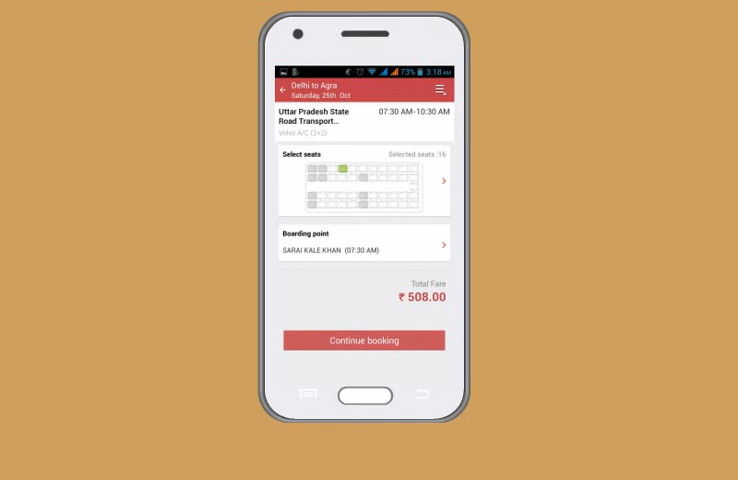 73% 3:18 AM
Delhi to Agra
Saturday, 25th Oct
Uttar Pradesh State 07:30 AM-10:30 AM
Road Transport...
Volvo A/C (2+2)
Select seats Selected seats :16
Boarding point
SARAI KALE KHAN (07:30 AM)
Total Fare
₹ 508.00
Continue booking